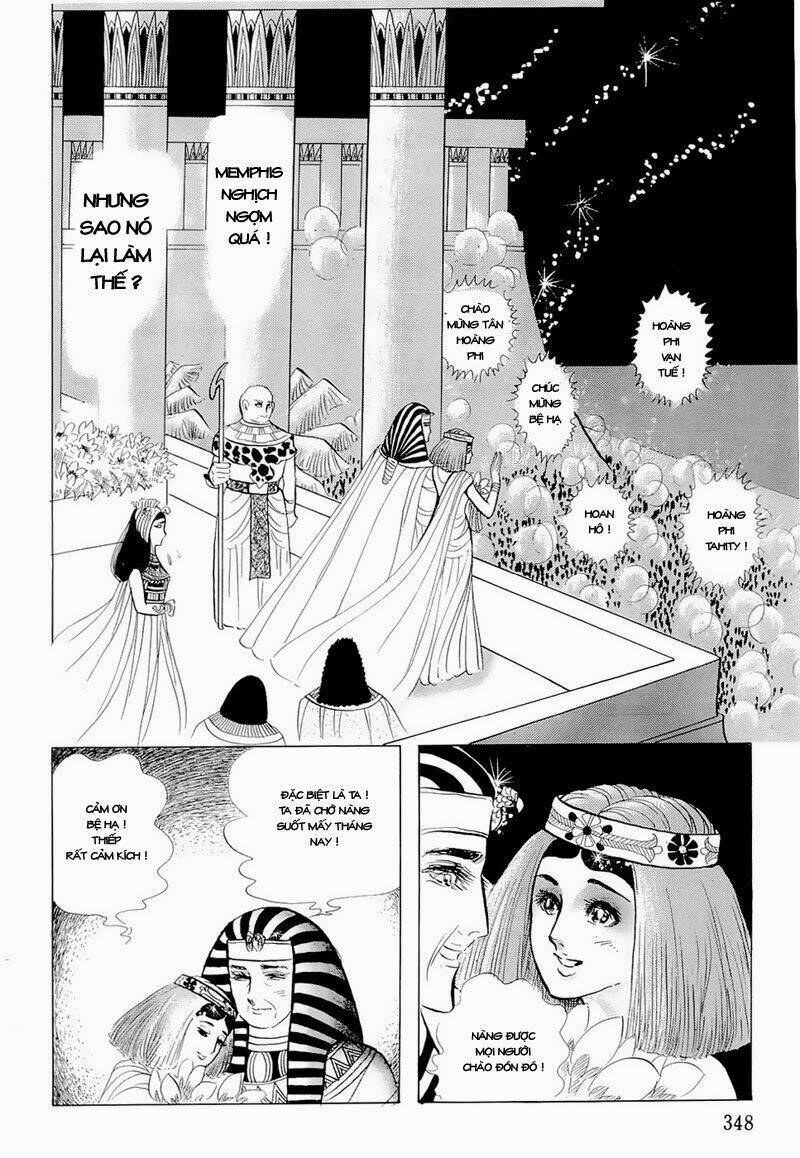 MEMPHIS
NGHỊCH
NGỢM
QUÁ !
NHƯNG
SAO NÓ
LẠI LÀM
THẾ ?
CHÀO
MỪNG TÂN
HOÀNG
PHI
HOÀNG
PHI
VẠN
TUẾ !
CHÚC
MỪNG
BỆ HẠ
HOAN
HÔ !
HOÀNG
PHI
TAHITY !
CẢM ƠN
BỆ HẠ !
THIẾP
RẤT CẢM KÍCH !
ĐẶC BIỆT LÀ TA !
TA ĐÃ CHỜ NÀNG
SUỐT MẤY THÁNG
NAY !
NÀNG ĐƯỢC
MỌI NGƯỜI
CHÀO ĐÓN ĐÓ !
348